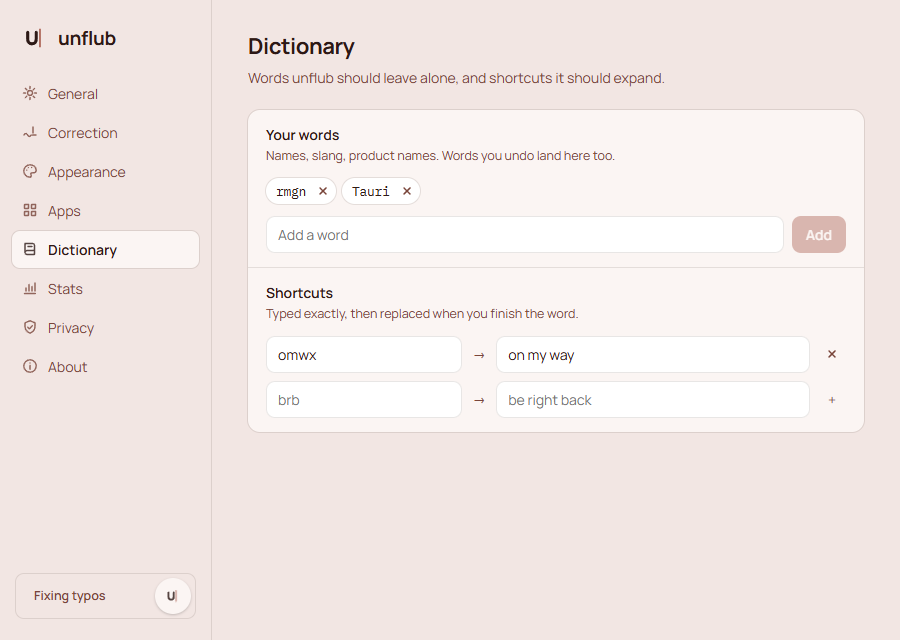 U unflub
General
Correction
Appearance
Apps
Dictionary
Stats
Privacy
About
Fixing typos U
Dictionary
Words unflub should leave alone, and shortcuts it should expand.
Your words
Names, slang, product names. Words you undo land here too.
rmgn × Tauri ×
Add a word Add
Shortcuts
Typed exactly, then replaced when you finish the word.
omwx → on my way ×
brb → be right back +